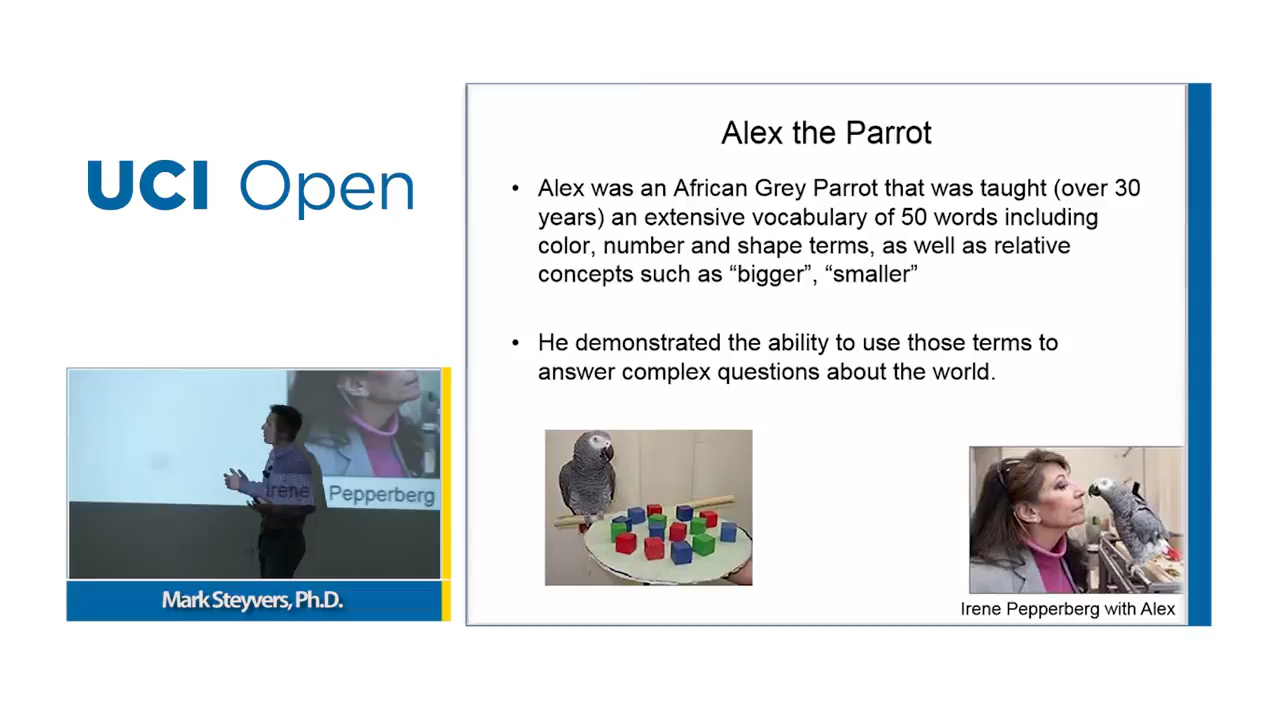 UCI Open
Alex the Parrot
• Alex was an African Grey Parrot that was taught (over 30
years) an extensive vocabulary of 50 words including
color, number and shape terms, as well as relative
concepts such as “bigger”, “smaller”
• He demonstrated the ability to use those terms to
answer complex questions about the world.
Irene Pepperberg
Mark Steyvers, Ph.D.
Irene Pepperberg with Alex